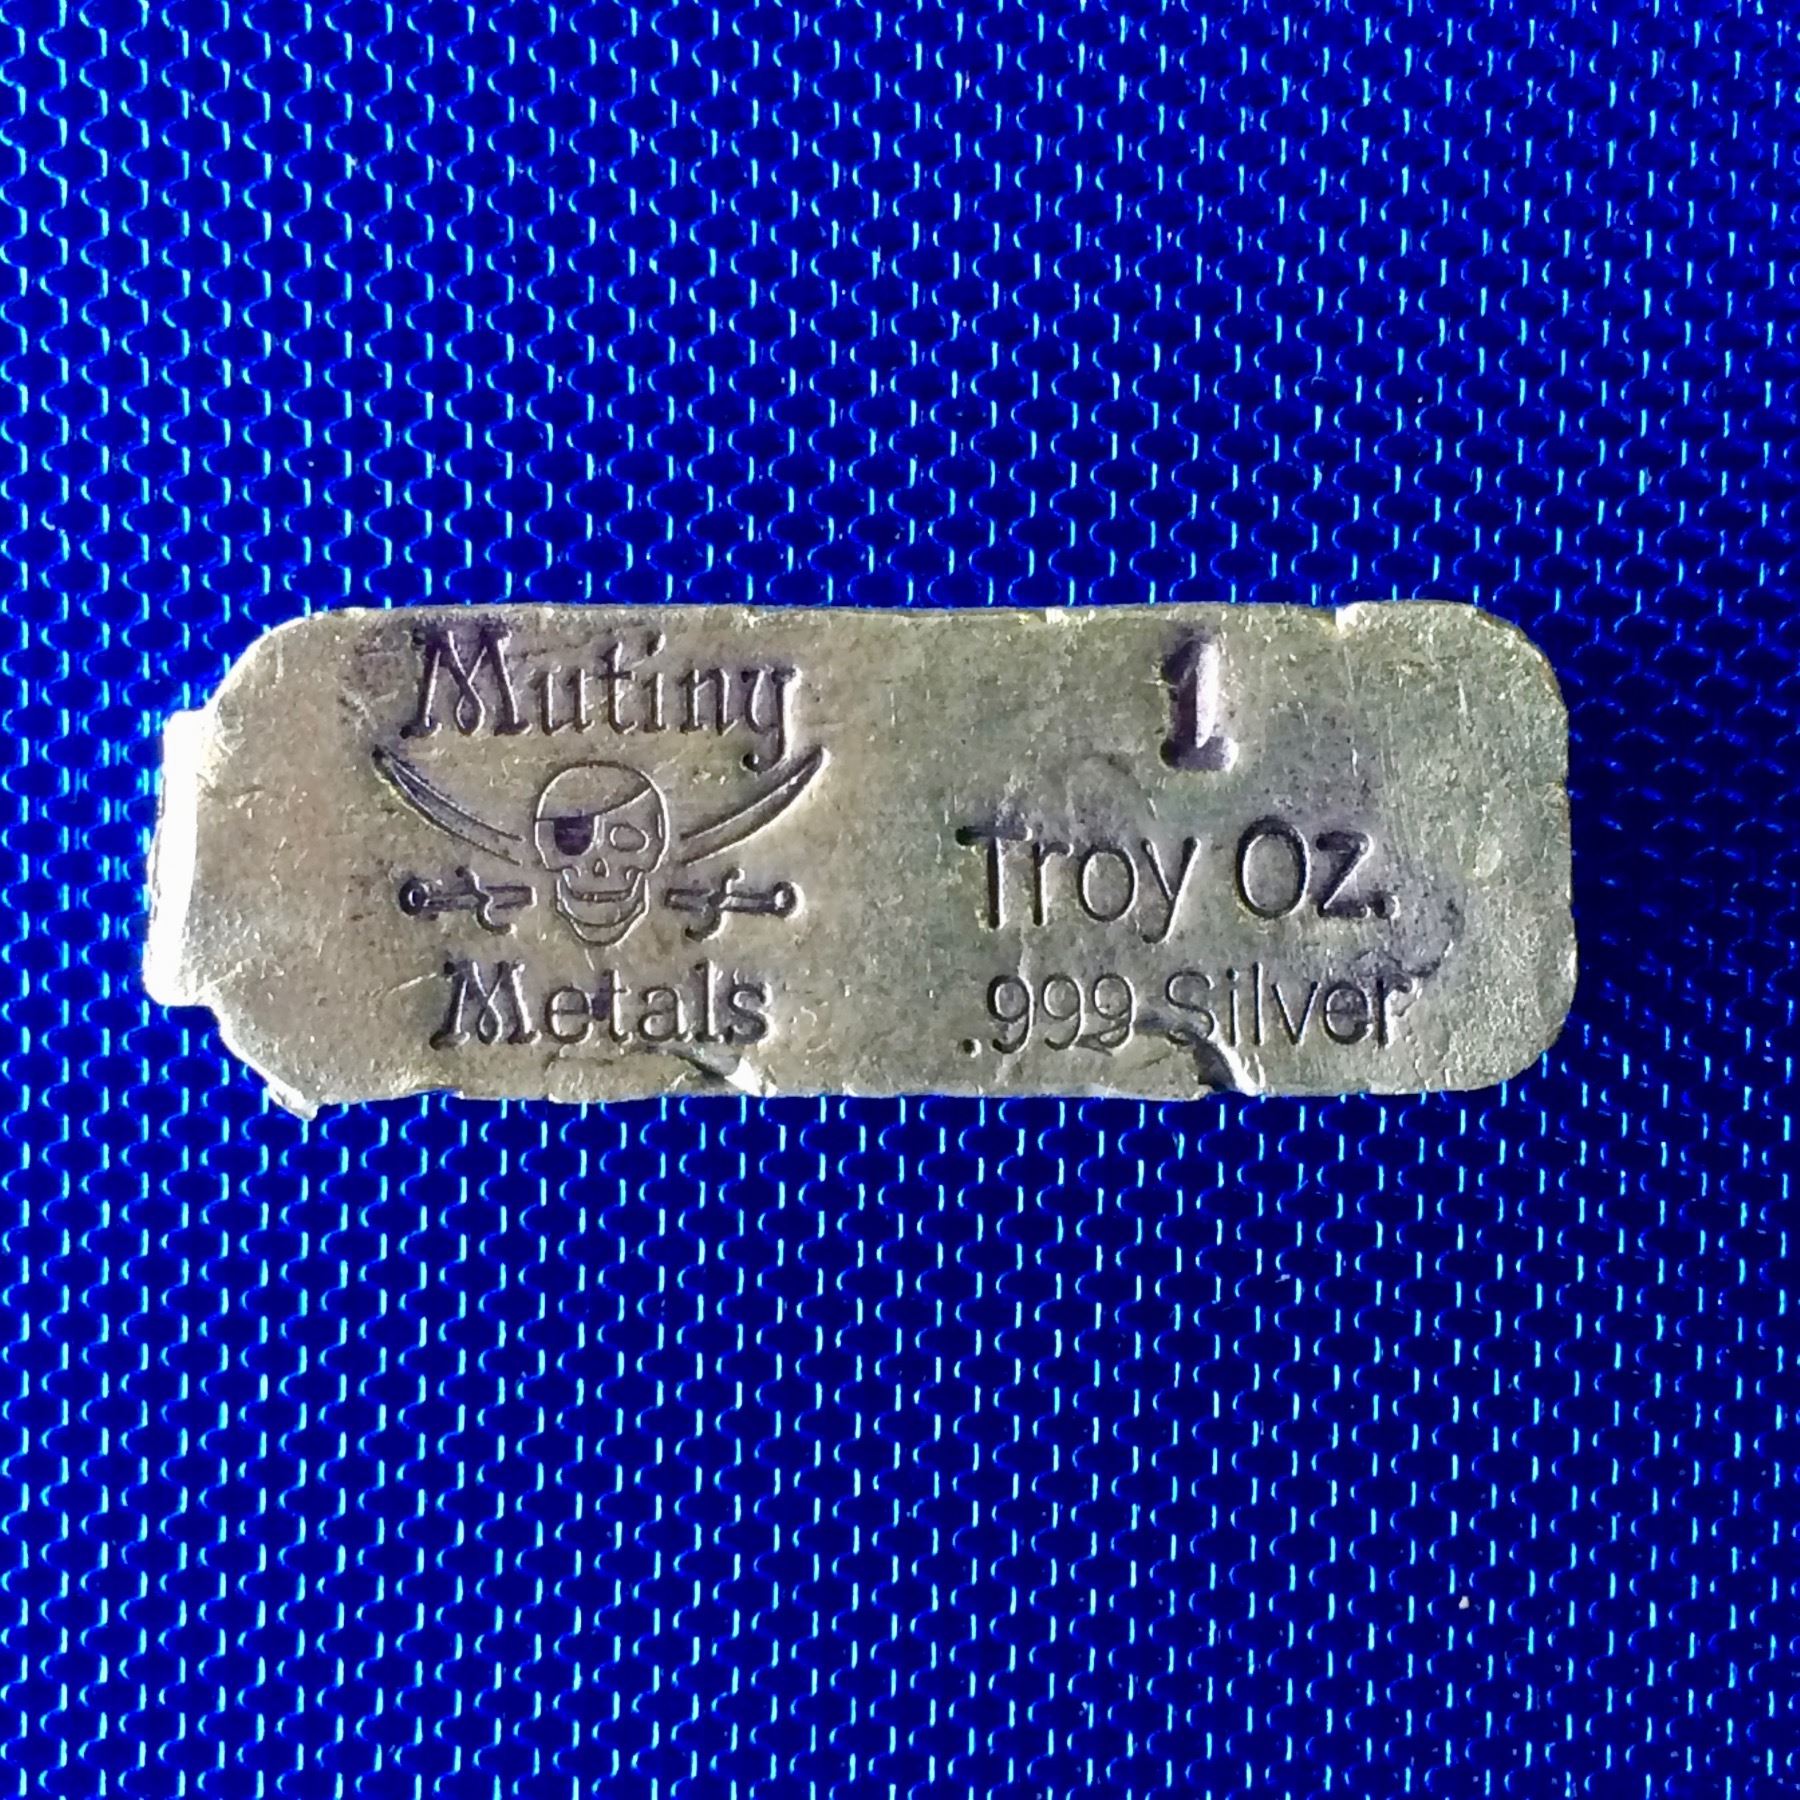 Mutiny
Metals
1
Troy Oz.
.999 Silver